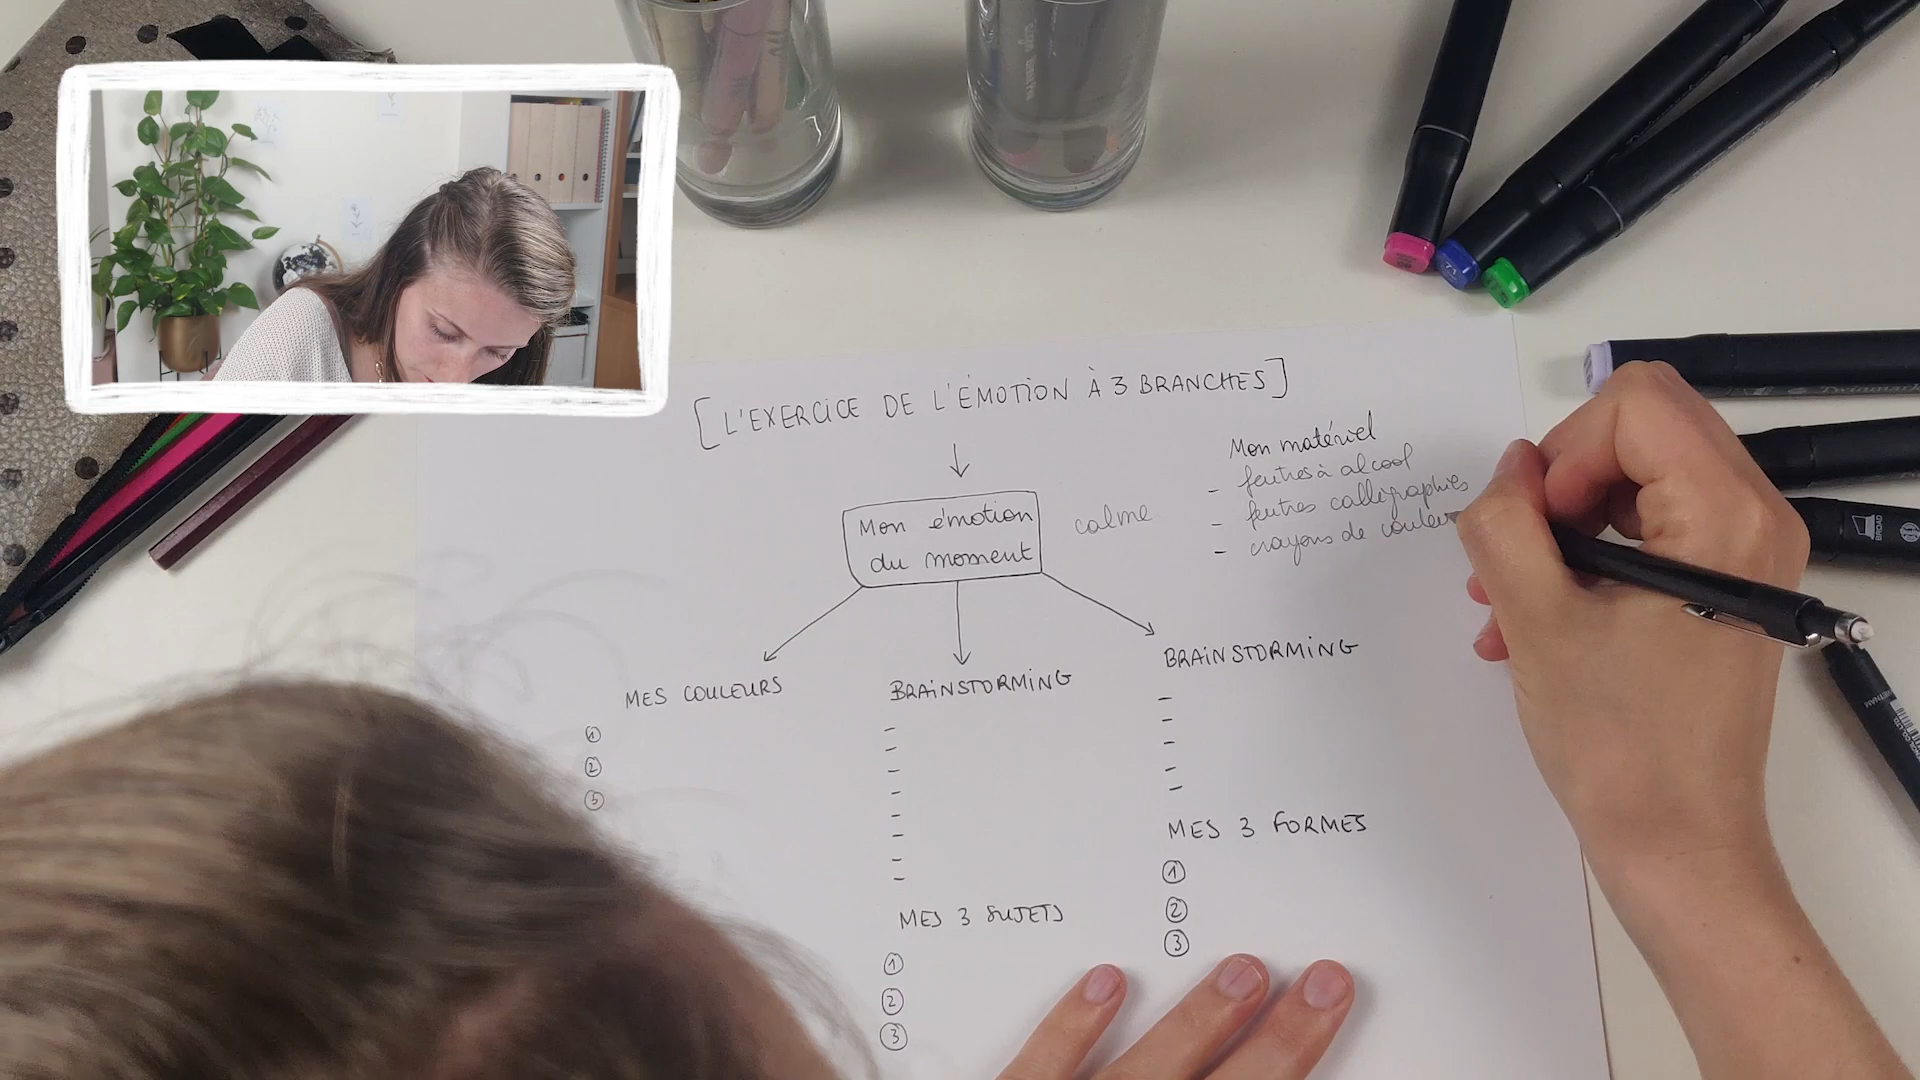 [L'EXERCICE DE L'ÉMOTION À 3 BRANCHES]
Mon matériel
- feutres à alcool
- feutres calligraphies
- crayons de couleur
Mon émotion
du moment
calme
MES COULEURS
1
2
3
BRAINSTORMING
-
-
-
-
-
-
-
-
MES 3 SUJETS
1
2
3
BRAINSTORMING
-
-
-
-
-
MES 3 FORMES
1
2
3
BROAD
71